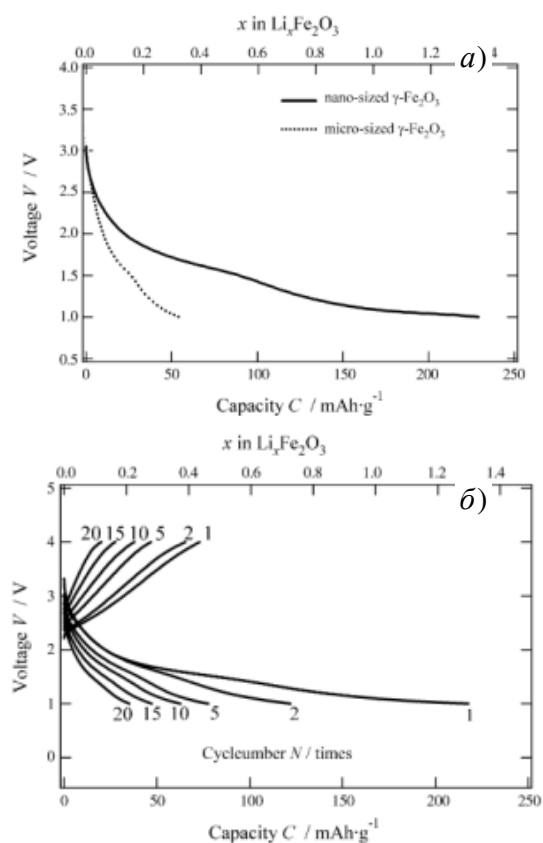 x in LiₓFe₂O₃
0.0 0.2 0.4 0.6 0.8 1.0 1.2 1.4
а)
4.0
3.5
3.0
2.5
2.0
1.5
1.0
0.5
Voltage V / V
nano-sized γ-Fe₂O₃
micro-sized γ-Fe₂O₃
0 50 100 150 200 250
Capacity C / mAh·g⁻¹
x in LiₓFe₂O₃
0.0 0.2 0.4 0.6 0.8 1.0 1.2 1.4
б)
5
4
3
2
1
0
Voltage V / V
20 15 10 5 2 1
20 15 10 5 2 1
Cycleumber N / times
0 50 100 150 200 250
Capacity C / mAh·g⁻¹